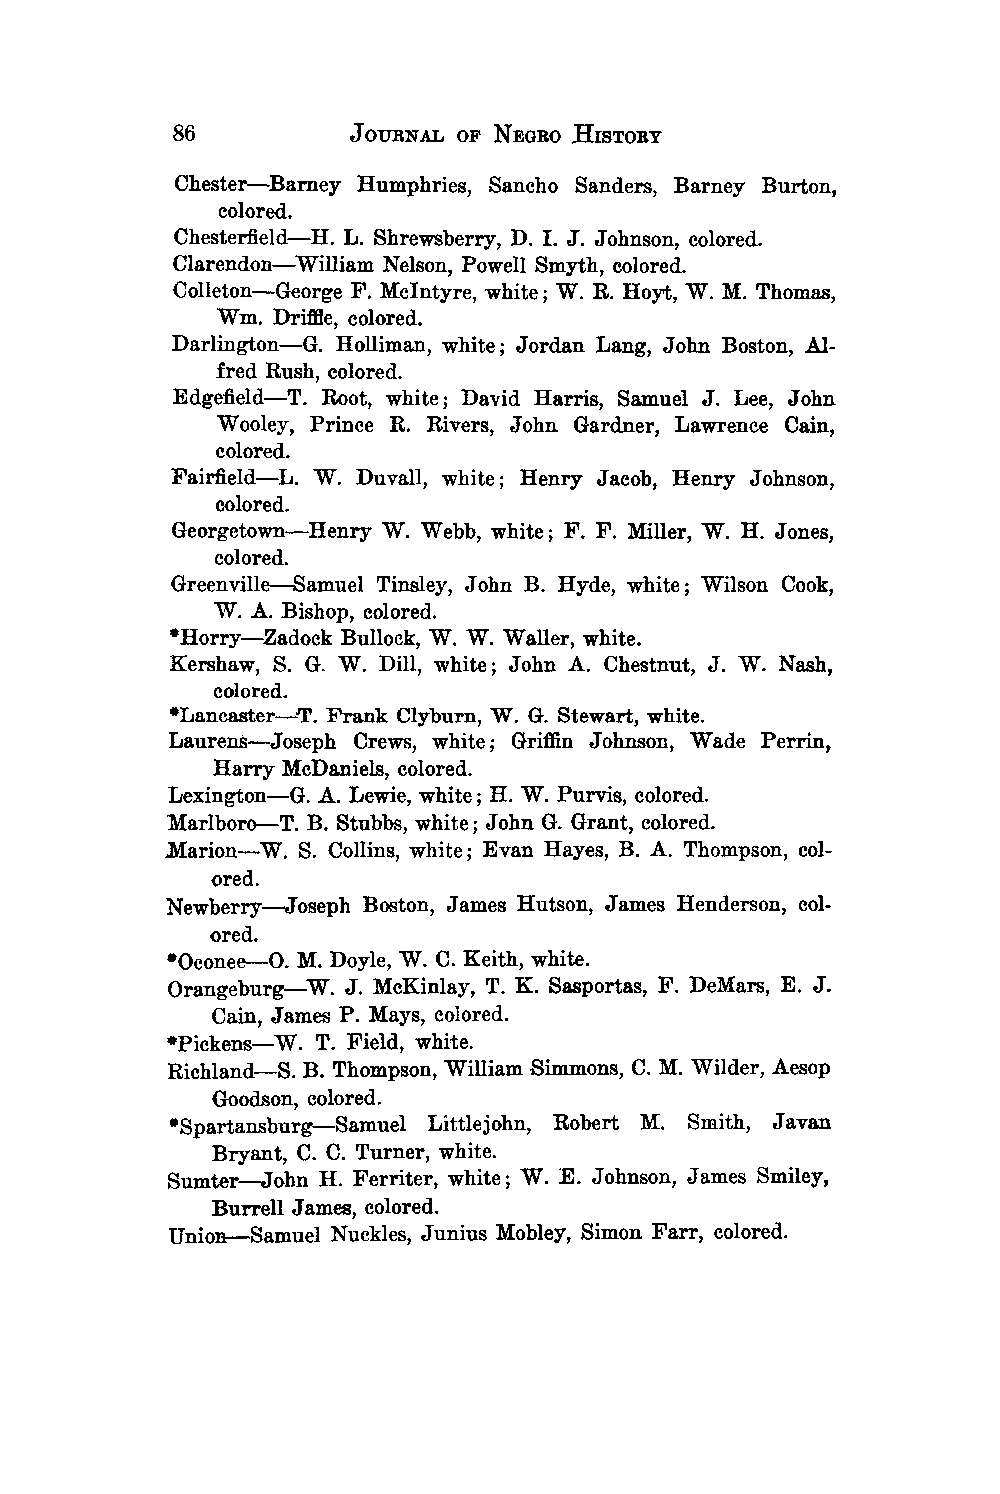 86 JOURNAL OF NEGRO HISTORY
Chester—Barney Humphries, Sancho Sanders, Barney Burton,
colored.
Chesterfield—H. L. Shrewsberry, D. I. J. Johnson, colored.
Clarendon—William Nelson, Powell Smyth, colored.
Colleton—George F. McIntyre, white; W. R. Hoyt, W. M. Thomas,
Wm. Driffle, colored.
Darlington—G. Holliman, white; Jordan Lang, John Boston, Al-
fred Rush, colored.
Edgefield—T. Root, white; David Harris, Samuel J. Lee, John
Wooley, Prince R. Rivers, John Gardner, Lawrence Cain,
colored.
Fairfield—L. W. Duvall, white; Henry Jacob, Henry Johnson,
colored.
Georgetown—Henry W. Webb, white; F. F. Miller, W. H. Jones,
colored.
Greenville—Samuel Tinsley, John B. Hyde, white; Wilson Cook,
W. A. Bishop, colored.
*Horry—Zadock Bullock, W. W. Waller, white.
Kershaw, S. G. W. Dill, white; John A. Chestnut, J. W. Nash,
colored.
*Lancaster—T. Frank Clyburn, W. G. Stewart, white.
Laurens—Joseph Crews, white; Griffin Johnson, Wade Perrin,
Harry McDaniels, colored.
Lexington—G. A. Lewie, white; H. W. Purvis, colored.
Marlboro—T. B. Stubbs, white; John G. Grant, colored.
Marion—W. S. Collins, white; Evan Hayes, B. A. Thompson, col-
ored.
Newberry—Joseph Boston, James Hutson, James Henderson, col-
ored.
*Oconee—O. M. Doyle, W. C. Keith, white.
Orangeburg—W. J. McKinlay, T. K. Sasportas, F. DeMars, E. J.
Cain, James P. Mays, colored.
*Pickens—W. T. Field, white.
Richland—S. B. Thompson, William Simmons, C. M. Wilder, Aesop
Goodson, colored.
*Spartansburg—Samuel Littlejohn, Robert M. Smith, Javan
Bryant, C. C. Turner, white.
Sumter—John H. Ferriter, white; W. E. Johnson, James Smiley,
Burrell James, colored.
Union—Samuel Nuckles, Junius Mobley, Simon Farr, colored.